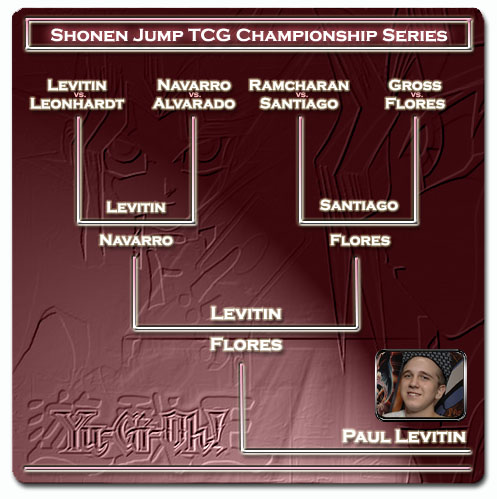 Shonen Jump TCG Championship Series
Levitin vs. Leonhardt
Navarro vs. Alvarado
Ramcharan vs. Santiago
Gross vs. Flores
Levitin
Navarro
Santiago
Flores
Levitin
Flores
Yu-Gi-Oh!
Paul Levitin